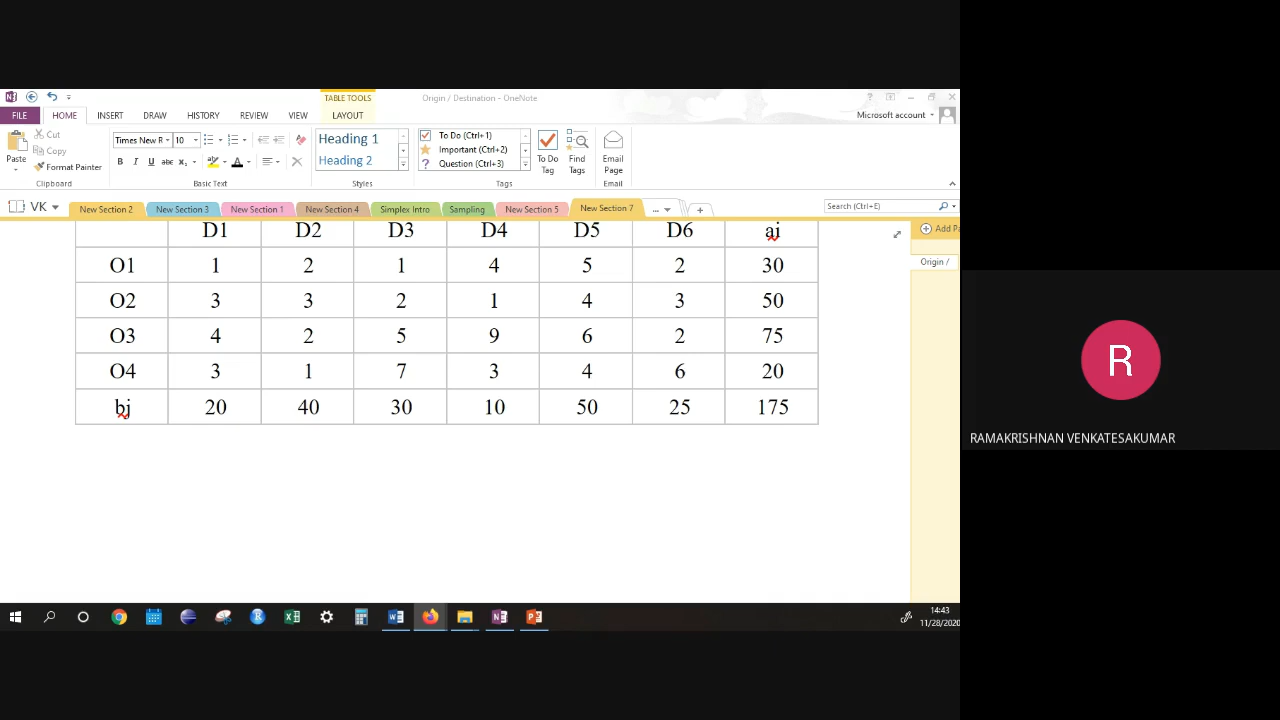 TABLE TOOLS
Origin / Destination - OneNote
FILE HOME INSERT DRAW HISTORY REVIEW VIEW LAYOUT
Microsoft account
Paste
Cut
Copy
Format Painter
Times New R 10
B I U abc x₂ A
Heading 1
Heading 2
To Do (Ctrl+1)
Important (Ctrl+2)
Question (Ctrl+3)
To Do Tag
Find Tags
Email Page
Clipboard Basic Text Styles Tags Email
VK New Section 2 New Section 3 New Section 1 New Section 4 Simplex Intro Sampling New Section 5 New Section 7 ...
Search (Ctrl+E)
Add Pa
Origin /
D1 D2 D3 D4 D5 D6 ai
O1 1 2 1 4 5 2 30
O2 3 3 2 1 4 3 50
O3 4 2 5 9 6 2 75
O4 3 1 7 3 4 6 20
bj 20 40 30 10 50 25 175
R
RAMAKRISHNAN VENKATESAKUMAR
14:43
11/28/2020